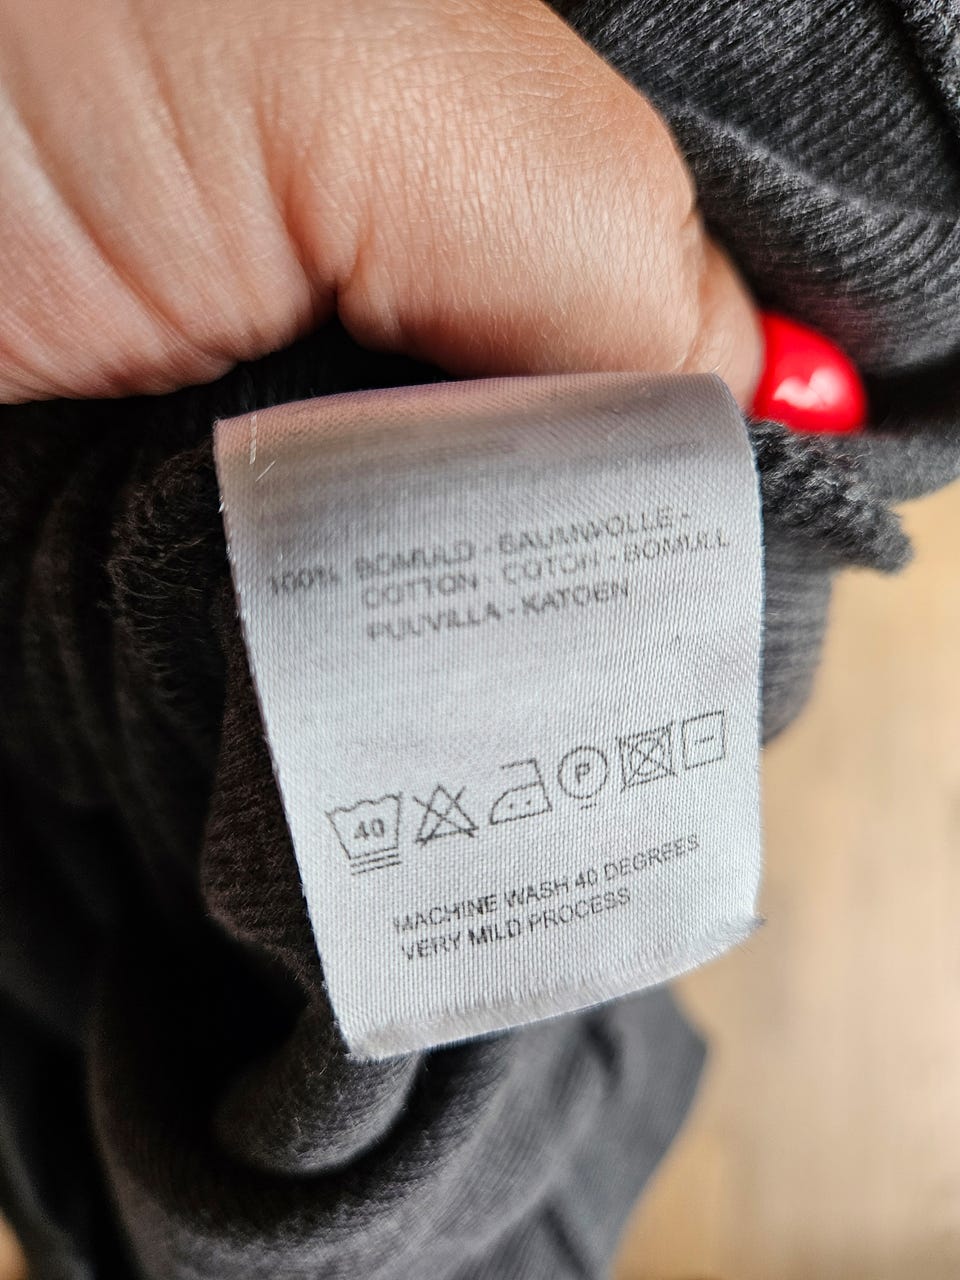 100% BOMULD - BAUMWOLLE -
COTTON - COTON - BOMULL
PUUVILLA - KATOEN
40 P
MACHINE WASH 40 DEGREES
VERY MILD PROCESS